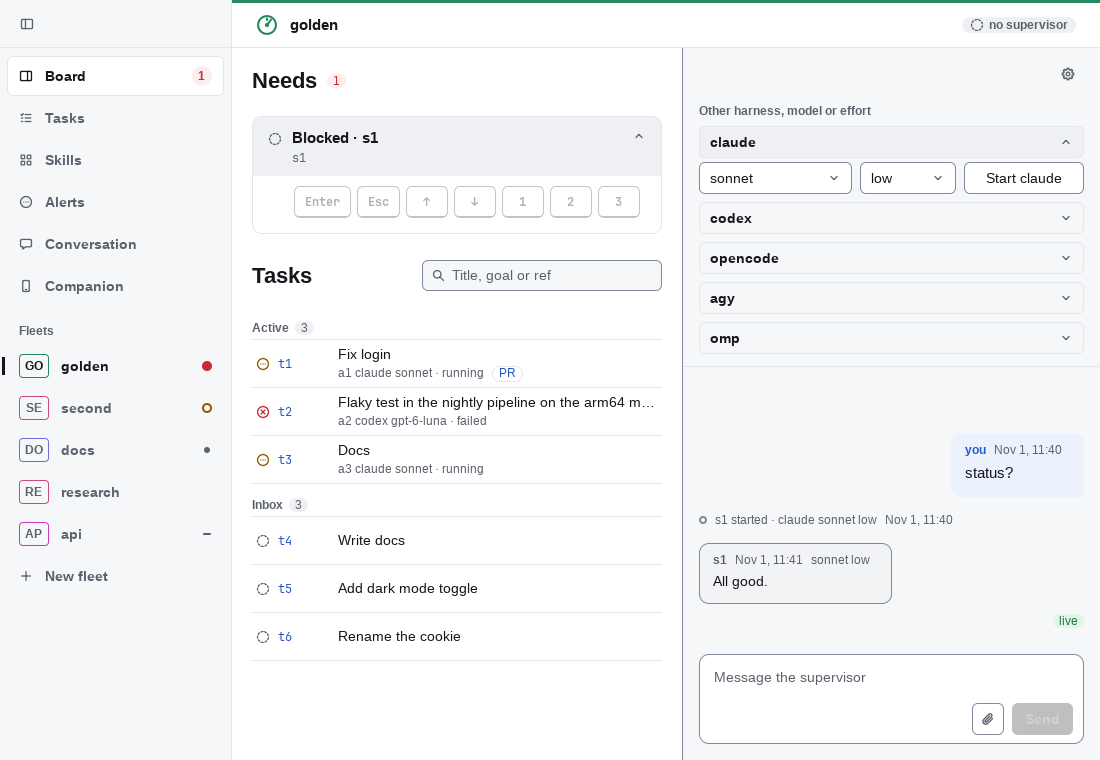 Board 1
Tasks
Skills
Alerts
Conversation
Companion
Fleets
GO golden
SE second
DO docs
RE research
AP api
New fleet
golden
no supervisor
Needs 1
Blocked · s1
s1
Enter Esc ↑ ↓ 1 2 3
Tasks
Title, goal or ref
Active 3
t1 Fix login
a1 claude sonnet · running PR
t2 Flaky test in the nightly pipeline on the arm64 m…
a2 codex gpt-6-luna · failed
t3 Docs
a3 claude sonnet · running
Inbox 3
t4 Write docs
t5 Add dark mode toggle
t6 Rename the cookie
Other harness, model or effort
claude
sonnet low Start claude
codex
opencode
agy
omp
you Nov 1, 11:40
status?
s1 started · claude sonnet low Nov 1, 11:40
s1 Nov 1, 11:41 sonnet low
All good.
live
Message the supervisor
Send